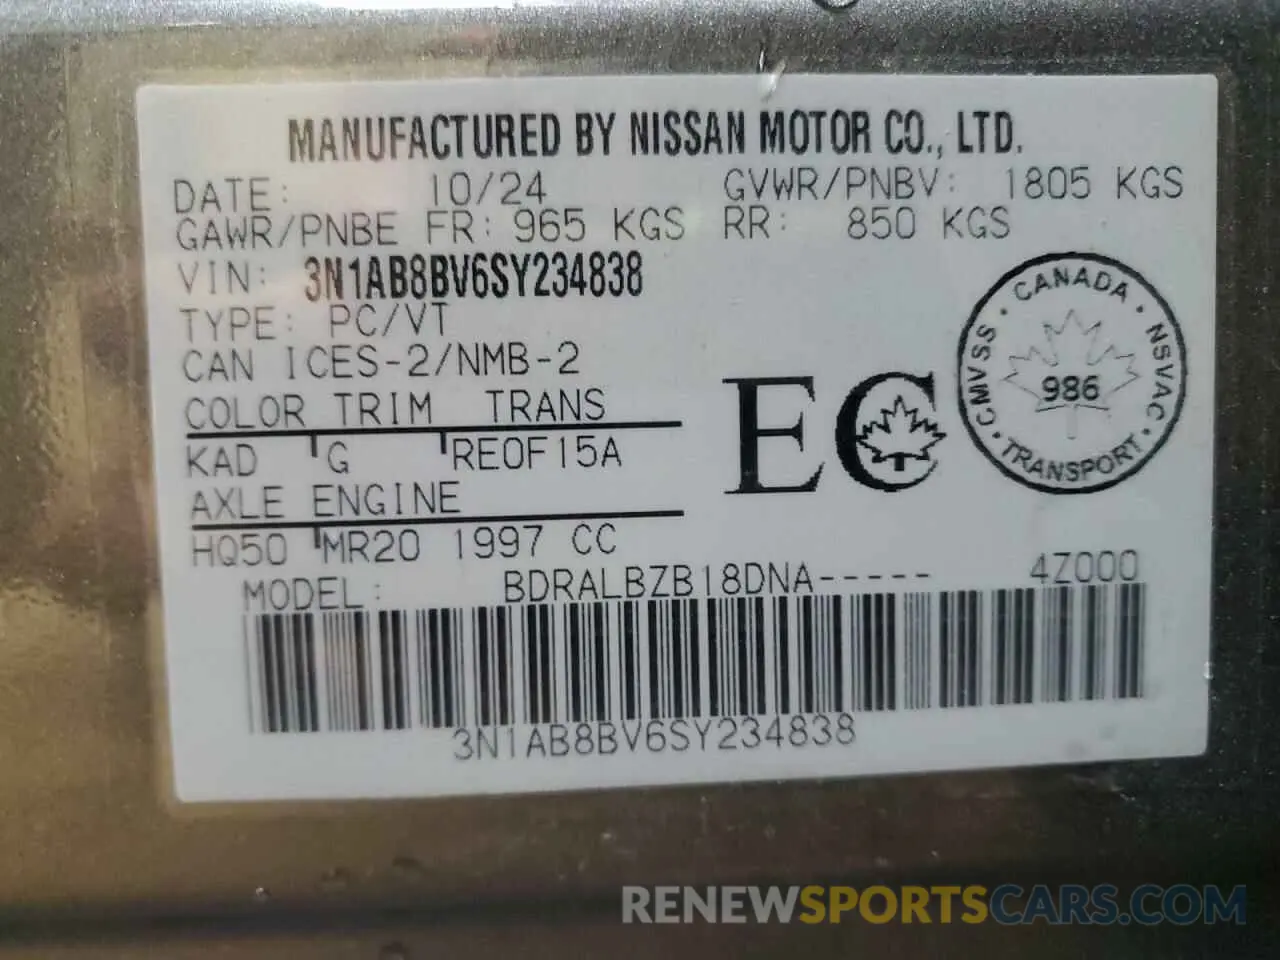 MANUFACTURED BY NISSAN MOTOR CO., LTD.
DATE: 10/24 GVWR/PNBV: 1805 KGS
GAWR/PNBE FR: 965 KGS RR: 850 KGS
VIN: 3N1AB8BV6SY234838
TYPE: PC/VT
CAN ICES-2/NMB-2
COLOR TRIM TRANS
KAD G RE0F15A
AXLE ENGINE
HQ50 MR20 1997 CC
EC
CANADA · NSVAC · TRANSPORT · CMVSS ·
986
MODEL: BDRALBZB18DNA----- 4Z000
3N1AB8BV6SY234838
RENEWSPORTSCARS.COM